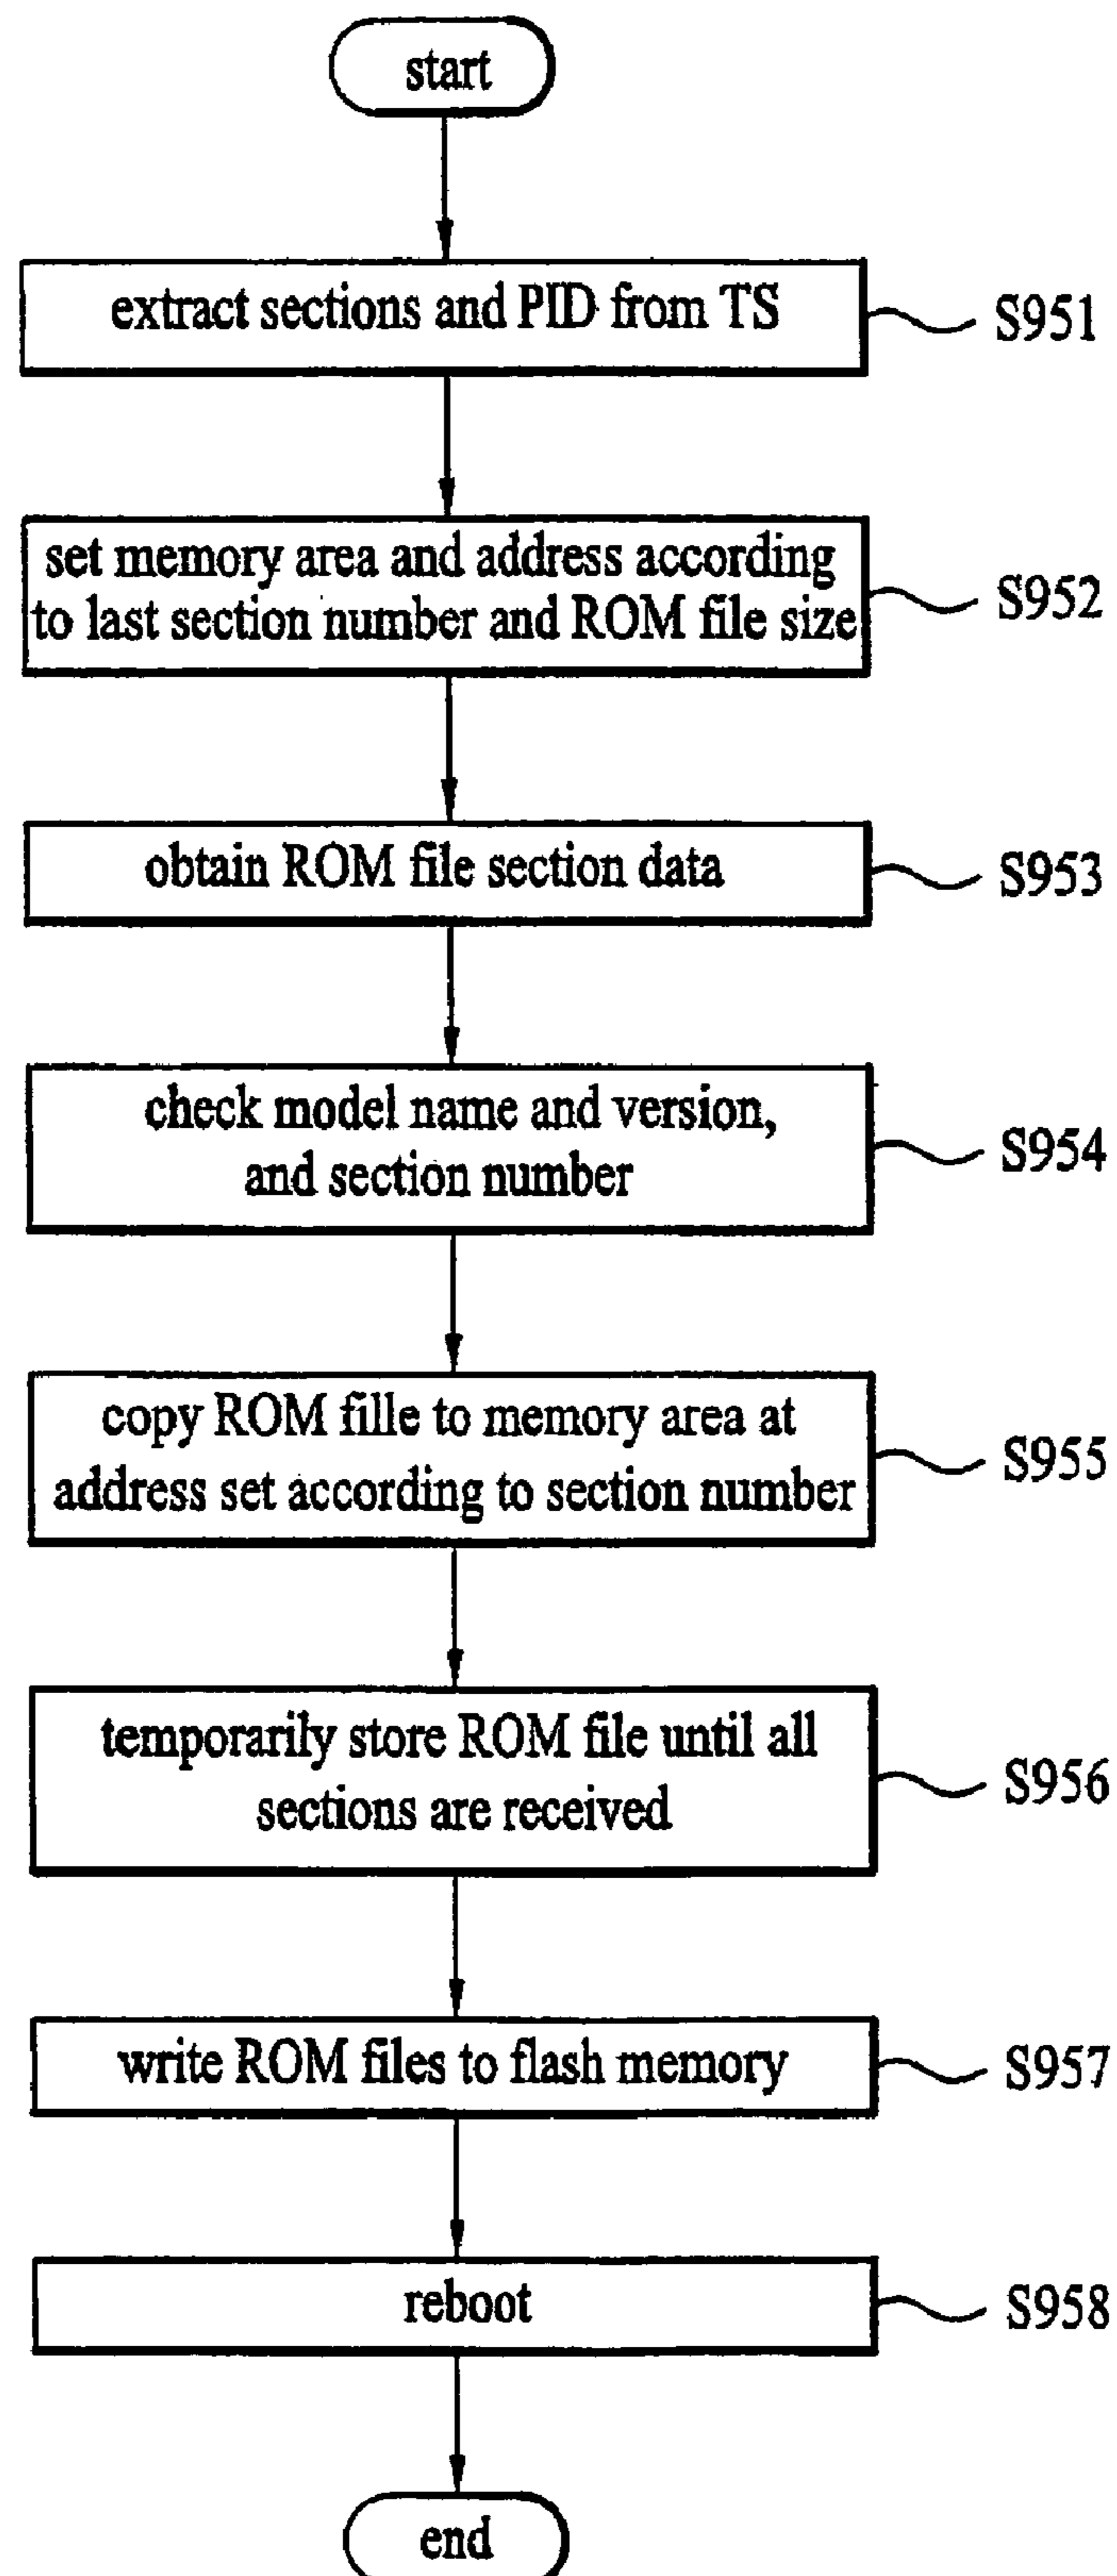 start
extract sections and PID from TS
S951
set memory area and address according
to last section number and ROM file size
S952
obtain ROM file section data
S953
check model name and version,
and section number
S954
copy ROM fille to memory area at
address set according to section number
S955
temporarily store ROM file until all
sections are received
S956
write ROM files to flash memory
S957
reboot
S958
end